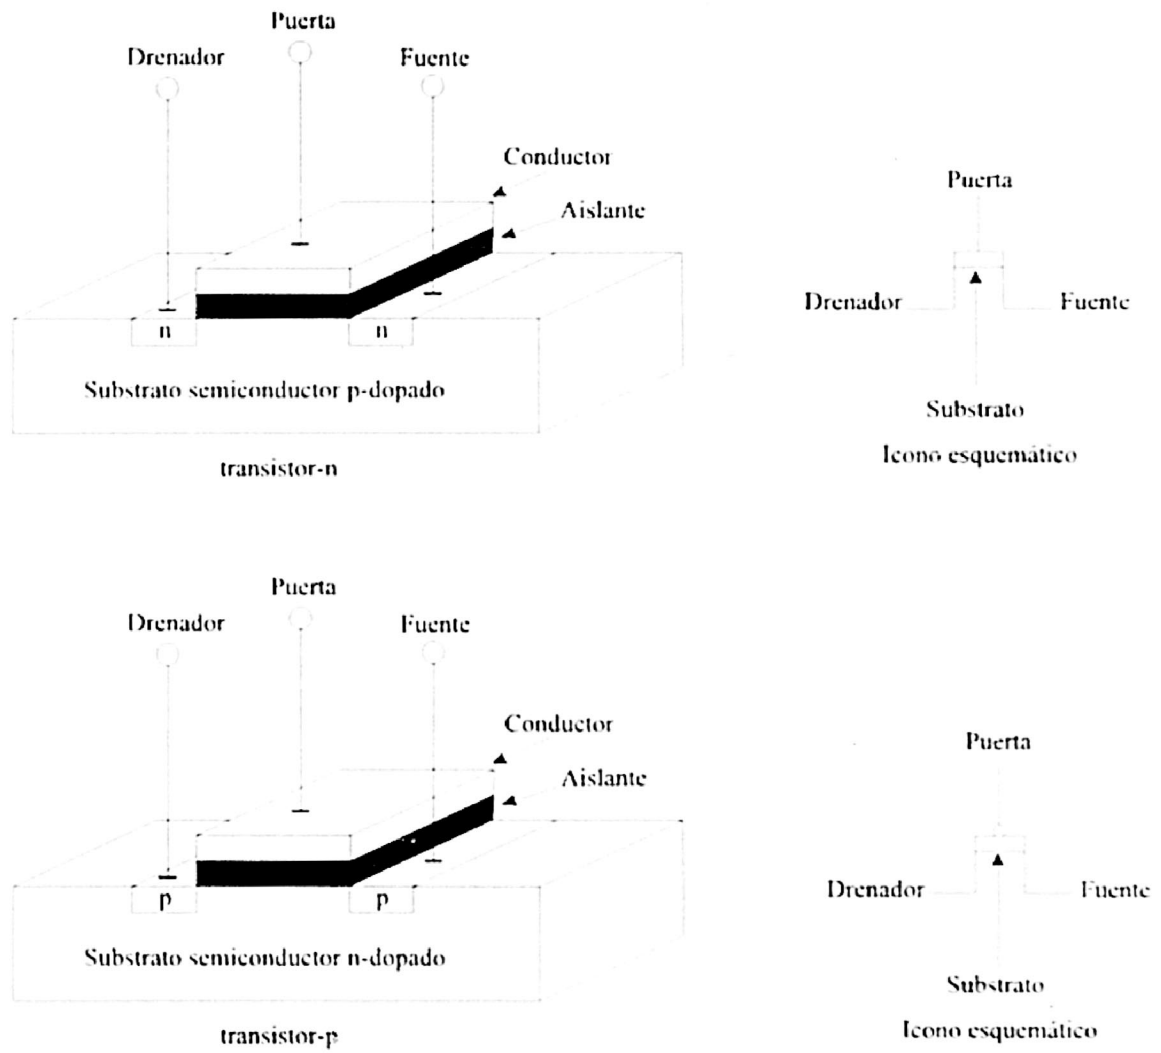 Puerta
Drenador
Fuente
Conductor
Aislante
n
n
Substrato semiconductor p-dopado
transistor-n
Puerta
Drenador
Fuente
Substrato
Icono esquemático
Puerta
Drenador
Fuente
Conductor
Aislante
p
p
Substrato semiconductor n-dopado
transistor-p
Puerta
Drenador
Fuente
Substrato
Icono esquemático